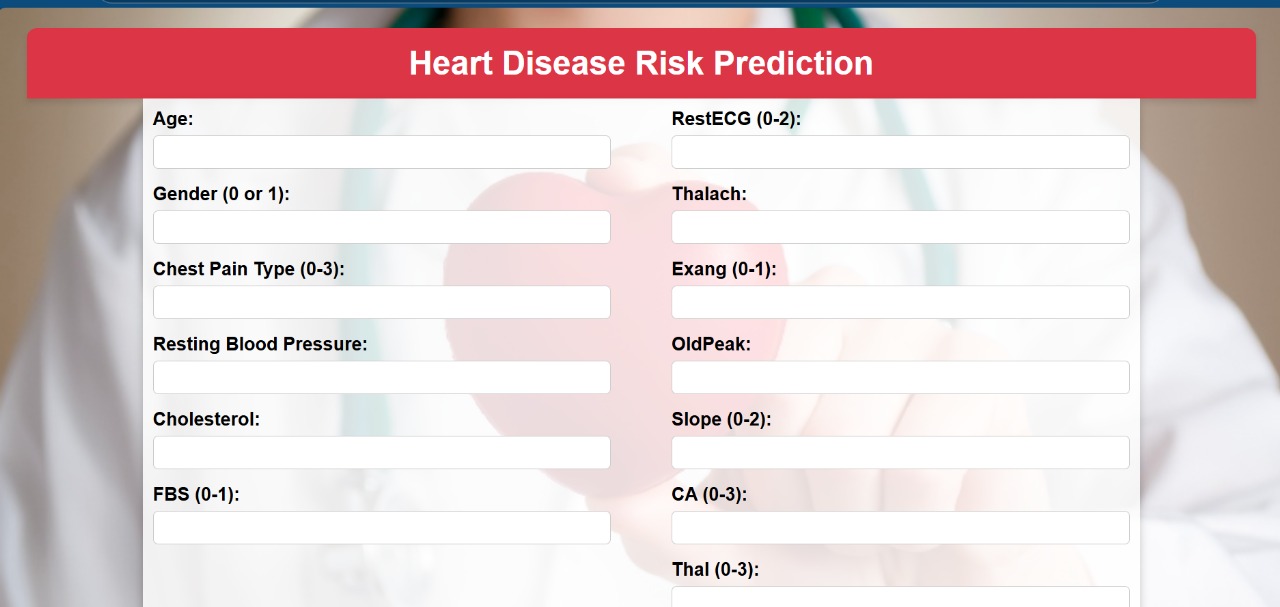 Heart Disease Risk Prediction
Age:
Gender (0 or 1):
Chest Pain Type (0-3):
Resting Blood Pressure:
Cholesterol:
FBS (0-1):
RestECG (0-2):
Thalach:
Exang (0-1):
OldPeak:
Slope (0-2):
CA (0-3):
Thal (0-3):